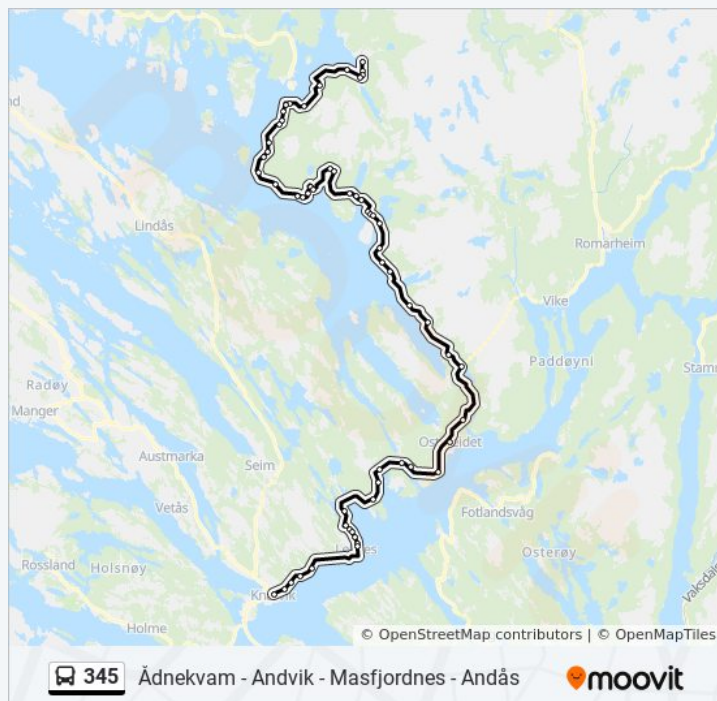 Lindås
Romarheim
Vike
Paddøyni
Radøy
Manger
Austmarka
Seim
Vetås
Fotlandsvåg
Rossland
Holsnøy
Osterøy
Holme
© OpenStreetMap contributors | © OpenMapTiles
345 Ådnekvam - Andvik - Masfjordnes - Andås
moovit